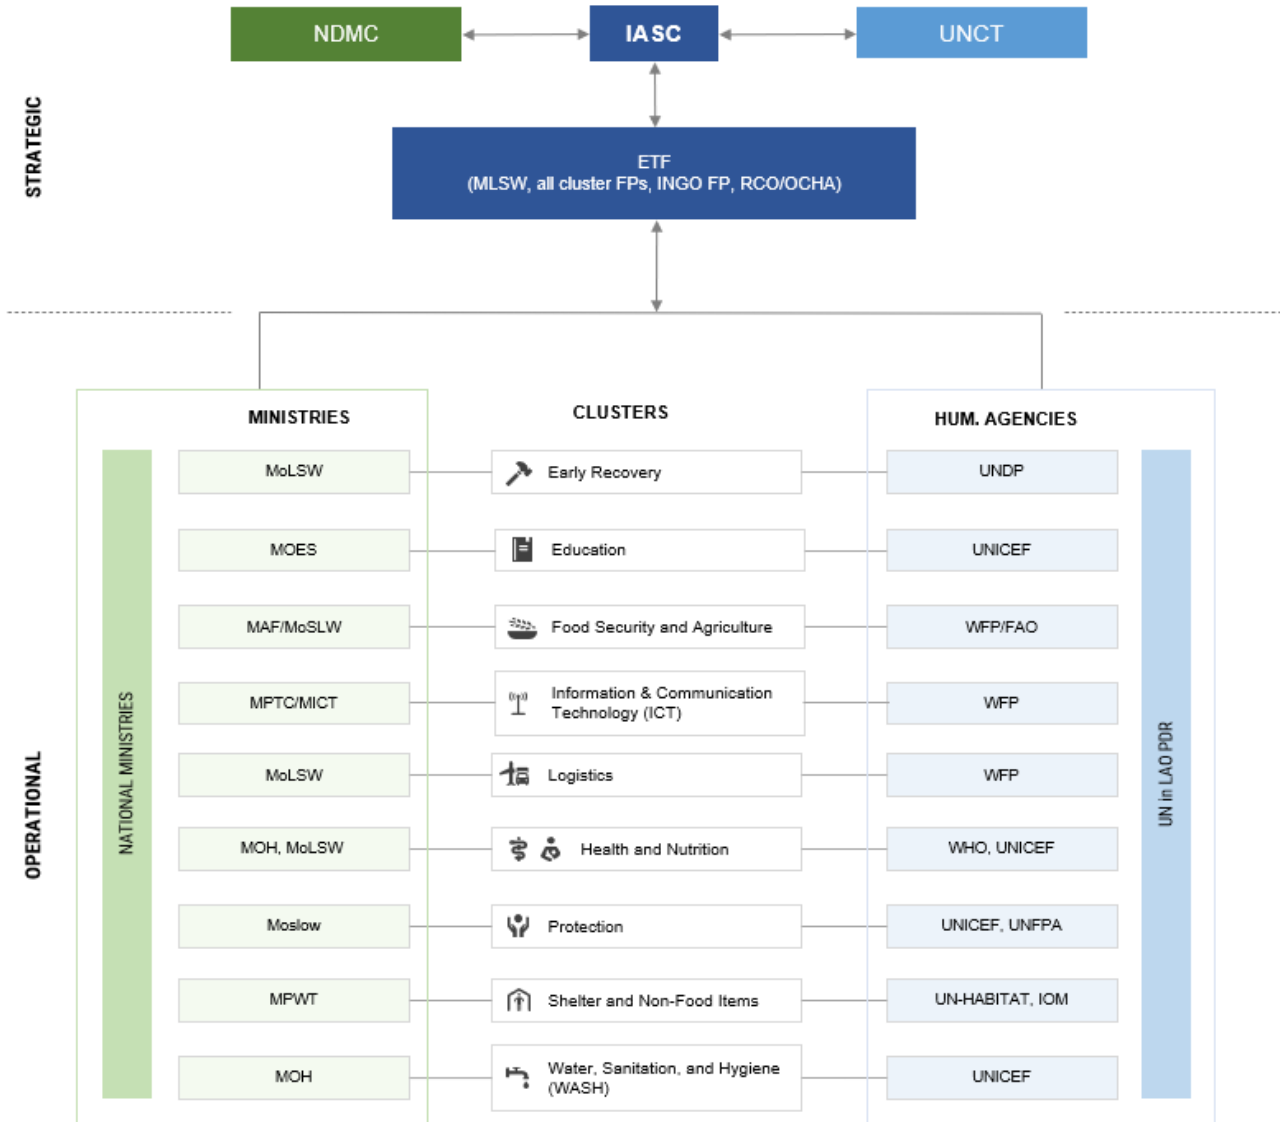 NDMC
IASC
UNCT
STRATEGIC
ETF
(MLSW, all cluster FPs, INGO FP, RCO/OCHA)
MINISTRIES
CLUSTERS
HUM. AGENCIES
MoLSW
Early Recovery
UNDP
MOES
Education
UNICEF
MAF/MoSLW
Food Security and Agriculture
WFP/FAO
MPTC/MICT
Information & Communication
Technology (ICT)
WFP
MoLSW
Logistics
WFP
MOH, MoLSW
Health and Nutrition
WHO, UNICEF
Moslow
Protection
UNICEF, UNFPA
MPWT
Shelter and Non-Food Items
UN-HABITAT, IOM
MOH
Water, Sanitation, and Hygiene
(WASH)
UNICEF
OPERATIONAL
NATIONAL MINISTRIES
UN in LAO PDR